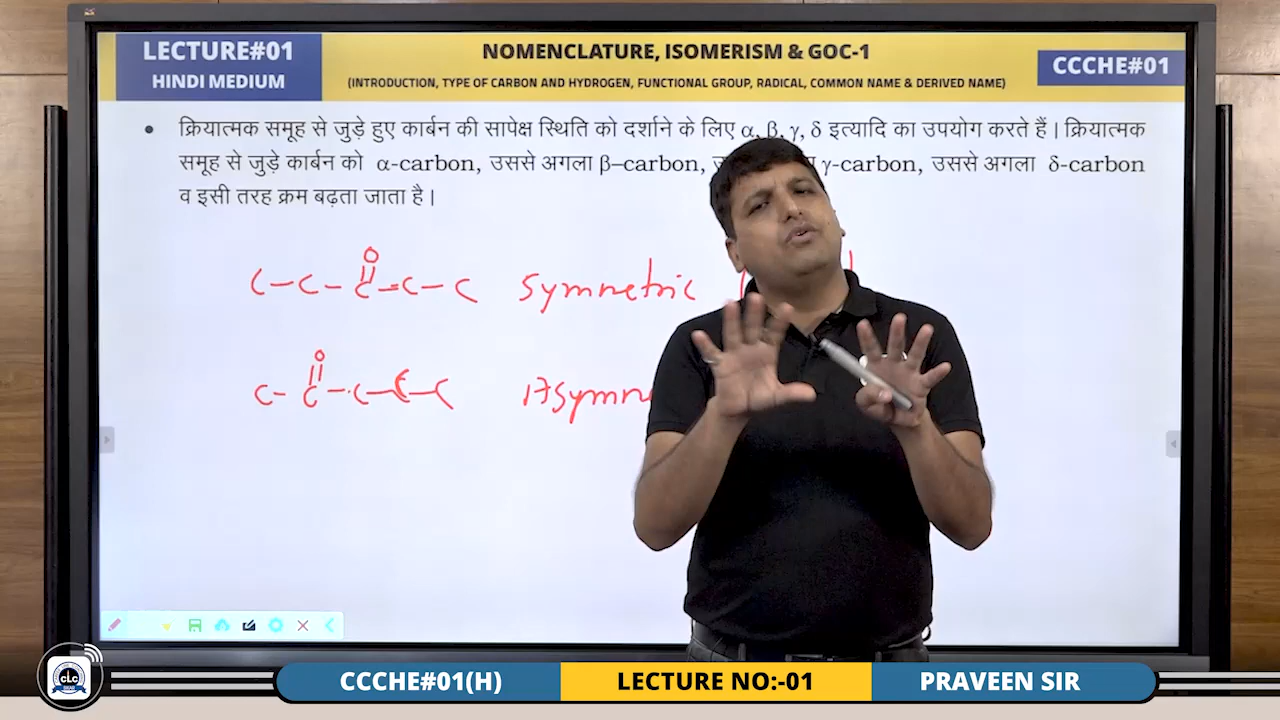 LECTURE#01
HINDI MEDIUM
NOMENCLATURE, ISOMERISM & GOC-1
(INTRODUCTION, TYPE OF CARBON AND HYDROGEN, FUNCTIONAL GROUP, RADICAL, COMMON NAME & DERIVED NAME)
CCCHE#01
• क्रियात्मक समूह से जुड़े हुए कार्बन की सापेक्ष स्थिति को दर्शाने के लिए α, β, γ, δ इत्यादि का उपयोग करते हैं। क्रियात्मक
समूह से जुड़े कार्बन को α-carbon, उससे अगला β–carbon, γ-carbon, उससे अगला δ-carbon
व इसी तरह क्रम बढ़ता जाता है।
O
C-C-C-C-C Symmetric
O
C-C-C-C-C
CLC
SIKAR
CCCHE#01(H)
LECTURE NO:-01
PRAVEEN SIR